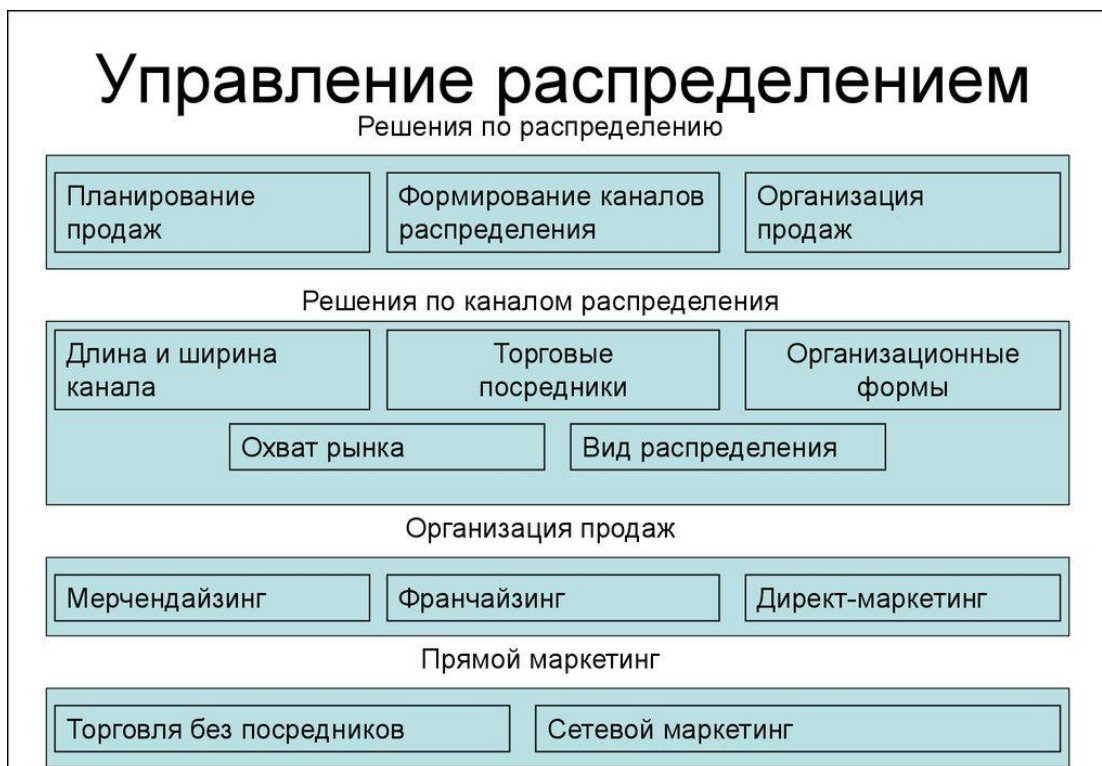 Управление распределением
Решения по распределению
Планирование
продаж
Формирование каналов
распределения
Организация
продаж
Решения по каналом распределения
Длина и ширина
канала
Торговые
посредники
Организационные
формы
Охват рынка
Вид распределения
Организация продаж
Мерчендайзинг
Франчайзинг
Директ-маркетинг
Прямой маркетинг
Торговля без посредников
Сетевой маркетинг